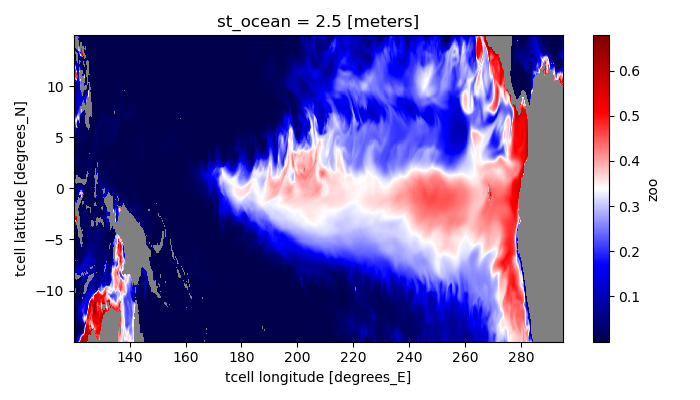 st_ocean = 2.5 [meters]
10
5
0
−5
−10
tcell latitude [degrees_N]
140 160 180 200 220 240 260 280
tcell longitude [degrees_E]
0.6
0.5
0.4
0.3
0.2
0.1
zoo